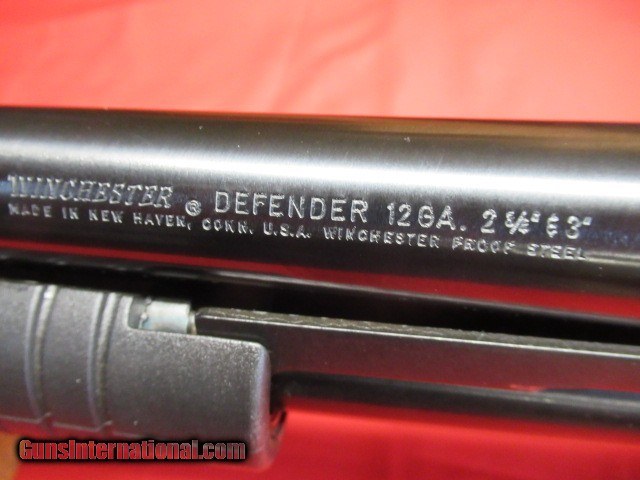 WINCHESTER ® DEFENDER 12GA. 2 3/4" & 3"
MADE IN NEW HAVEN, CONN. U.S.A. WINCHESTER PROOF STEEL
GunsInternational.com